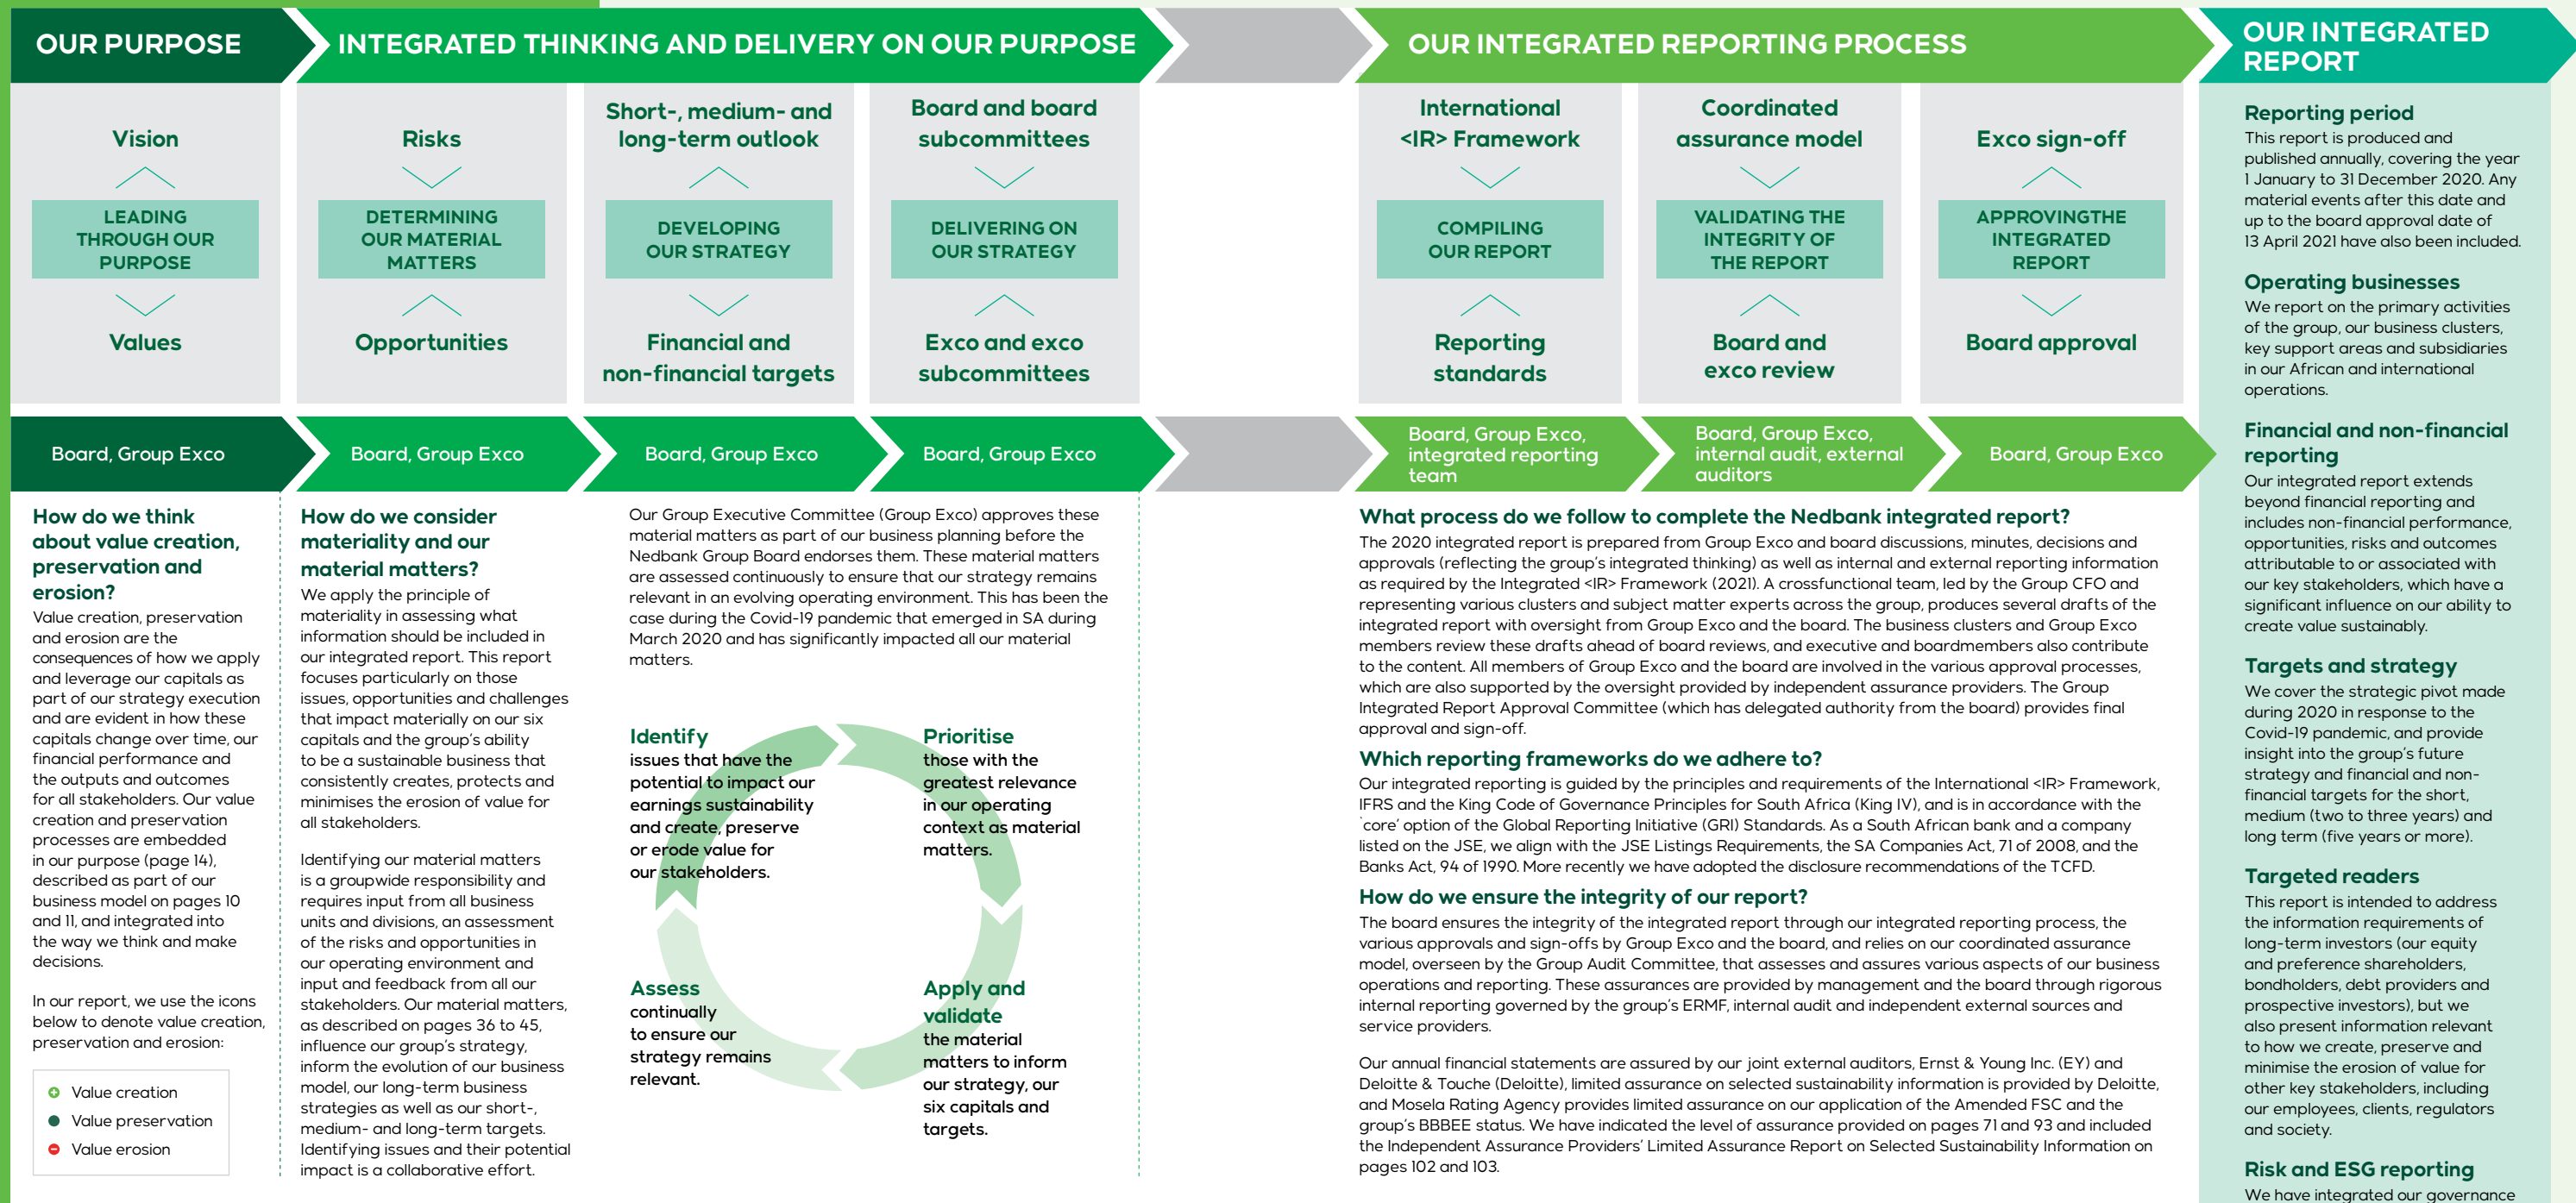 OUR PURPOSE
INTEGRATED THINKING AND DELIVERY ON OUR PURPOSE
OUR INTEGRATED REPORTING PROCESS
OUR INTEGRATED
REPORT
Vision
LEADING
THROUGH OUR
PURPOSE
Values
Risks
DETERMINING
OUR MATERIAL
MATTERS
Opportunities
Short-, medium- and
long-term outlook
DEVELOPING
OUR STRATEGY
Financial and
non-financial targets
Board and board
subcommittees
DELIVERING ON
OUR STRATEGY
Exco and exco
subcommittees
International
<IR> Framework
COMPILING
OUR REPORT
Reporting
standards
Coordinated
assurance model
VALIDATING THE
INTEGRITY OF
THE REPORT
Board and
exco review
Exco sign-off
APPROVINGTHE
INTEGRATED
REPORT
Board approval
Board, Group Exco
Board, Group Exco
Board, Group Exco
Board, Group Exco
Board, Group Exco,
integrated reporting
team
Board, Group Exco,
internal audit, external
auditors
Board, Group Exco
How do we think
about value creation,
preservation and
erosion?
Value creation, preservation
and erosion are the
consequences of how we apply
and leverage our capitals as
part of our strategy execution
and are evident in how these
capitals change over time, our
financial performance and
the outputs and outcomes
for all stakeholders. Our value
creation and preservation
processes are embedded
in our purpose (page 14),
described as part of our
business model on pages 10
and 11, and integrated into
the way we think and make
decisions.
In our report, we use the icons
below to denote value creation,
preservation and erosion:
Value creation
Value preservation
Value erosion
How do we consider
materiality and our
material matters?
We apply the principle of
materiality in assessing what
information should be included in
our integrated report. This report
focuses particularly on those
issues, opportunities and challenges
that impact materially on our six
capitals and the group's ability
to be a sustainable business that
consistently creates, protects and
minimises the erosion of value for
all stakeholders.
Identifying our material matters
is a groupwide responsibility and
requires input from all business
units and divisions, an assessment
of the risks and opportunities in
our operating environment and
input and feedback from all our
stakeholders. Our material matters,
as described on pages 36 to 45,
influence our group's strategy,
inform the evolution of our business
model, our long-term business
strategies as well as our short-,
medium- and long-term targets.
Identifying issues and their potential
impact is a collaborative effort.
Our Group Executive Committee (Group Exco) approves these
material matters as part of our business planning before the
Nedbank Group Board endorses them. These material matters
are assessed continuously to ensure that our strategy remains
relevant in an evolving operating environment. This has been the
case during the Covid-19 pandemic that emerged in SA during
March 2020 and has significantly impacted all our material
matters.
Identify
issues that have the
potential to impact our
earnings sustainability
and create, preserve
or erode value for
our stakeholders.
Prioritise
those with the
greatest relevance
in our operating
context as material
matters.
Assess
continually
to ensure our
strategy remains
relevant.
Apply and
validate
the material
matters to inform
our strategy, our
six capitals and
targets.
What process do we follow to complete the Nedbank integrated report?
The 2020 integrated report is prepared from Group Exco and board discussions, minutes, decisions and
approvals (reflecting the group's integrated thinking) as well as internal and external reporting information
as required by the Integrated <IR> Framework (2021). A crossfunctional team, led by the Group CFO and
representing various clusters and subject matter experts across the group, produces several drafts of the
integrated report with oversight from Group Exco and the board. The business clusters and Group Exco
members review these drafts ahead of board reviews, and executive and boardmembers also contribute
to the content. All members of Group Exco and the board are involved in the various approval processes,
which are also supported by the oversight provided by independent assurance providers. The Group
Integrated Report Approval Committee (which has delegated authority from the board) provides final
approval and sign-off.
Which reporting frameworks do we adhere to?
Our integrated reporting is guided by the principles and requirements of the International <IR> Framework,
IFRS and the King Code of Governance Principles for South Africa (King IV), and is in accordance with the
`core' option of the Global Reporting Initiative (GRI) Standards. As a South African bank and a company
listed on the JSE, we align with the JSE Listings Requirements, the SA Companies Act, 71 of 2008, and the
Banks Act, 94 of 1990. More recently we have adopted the disclosure recommendations of the TCFD.
How do we ensure the integrity of our report?
The board ensures the integrity of the integrated report through our integrated reporting process, the
various approvals and sign-offs by Group Exco and the board, and relies on our coordinated assurance
model, overseen by the Group Audit Committee, that assesses and assures various aspects of our business
operations and reporting. These assurances are provided by management and the board through rigorous
internal reporting governed by the group's ERMF, internal audit and independent external sources and
service providers.
Our annual financial statements are assured by our joint external auditors, Ernst & Young Inc. (EY) and
Deloitte & Touche (Deloitte), limited assurance on selected sustainability information is provided by Deloitte,
and Mosela Rating Agency provides limited assurance on our application of the Amended FSC and the
group's BBBEE status. We have indicated the level of assurance provided on pages 71 and 93 and included
the Independent Assurance Providers' Limited Assurance Report on Selected Sustainability Information on
pages 102 and 103.
Reporting period
This report is produced and
published annually, covering the year
1 January to 31 December 2020. Any
material events after this date and
up to the board approval date of
13 April 2021 have also been included.
Operating businesses
We report on the primary activities
of the group, our business clusters,
key support areas and subsidiaries
in our African and international
operations.
Financial and non-financial
reporting
Our integrated report extends
beyond financial reporting and
includes non-financial performance,
opportunities, risks and outcomes
attributable to or associated with
our key stakeholders, which have a
significant influence on our ability to
create value sustainably.
Targets and strategy
We cover the strategic pivot made
during 2020 in response to the
Covid-19 pandemic, and provide
insight into the group's future
strategy and financial and non-
financial targets for the short,
medium (two to three years) and
long term (five years or more).
Targeted readers
This report is intended to address
the information requirements of
long-term investors (our equity
and preference shareholders,
bondholders, debt providers and
prospective investors), but we
also present information relevant
to how we create, preserve and
minimise the erosion of value for
other key stakeholders, including
our employees, clients, regulators
and society.
Risk and ESG reporting
We have integrated our governance